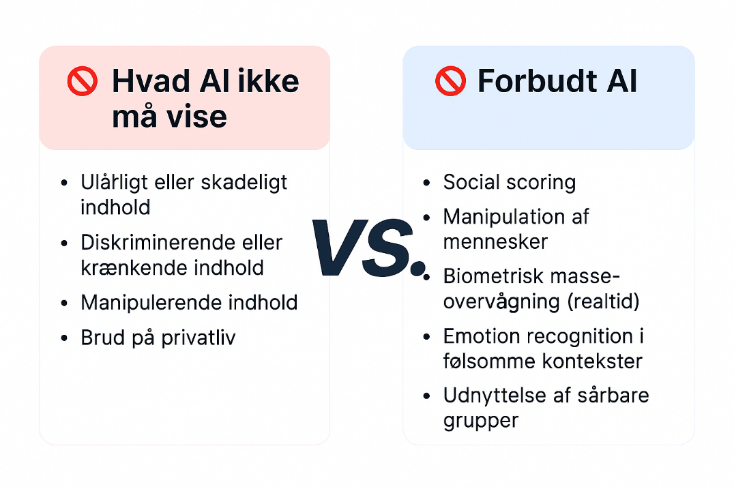 Hvad AI ikke
må vise
Ulåŕligt eller skadeligt
indhold
Diskriminerende eller
krænkende indhold
Manipulerende indhold
Brud på privatliv
VS.
Forbudt AI
Social scoring
Manipulation af
mennesker
Biometrisk masse-
overvågning (realtid)
Emotion recognition i
følsomme kontekster
Udnyttelse af sårbare
grupper